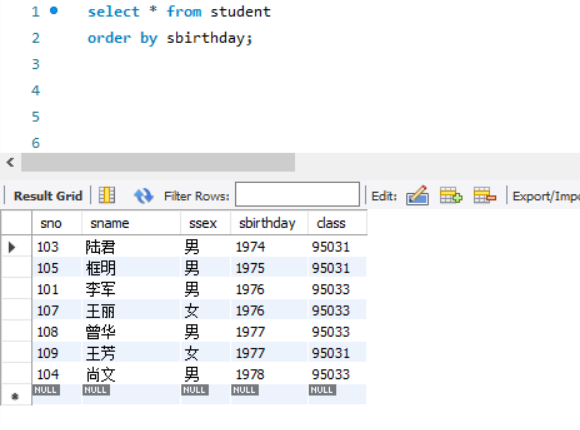 1 select * from student
2 order by sbirthday;
3
4
5
6
Result Grid Filter Rows: Edit: Export/Impo
sno sname ssex sbirthday class
103 陆君 男 1974 95031
105 框明 男 1975 95031
101 李军 男 1976 95033
107 王丽 女 1976 95033
108 曾华 男 1977 95033
109 王芳 女 1977 95031
104 尚文 男 1978 95033
NULL NULL NULL NULL NULL